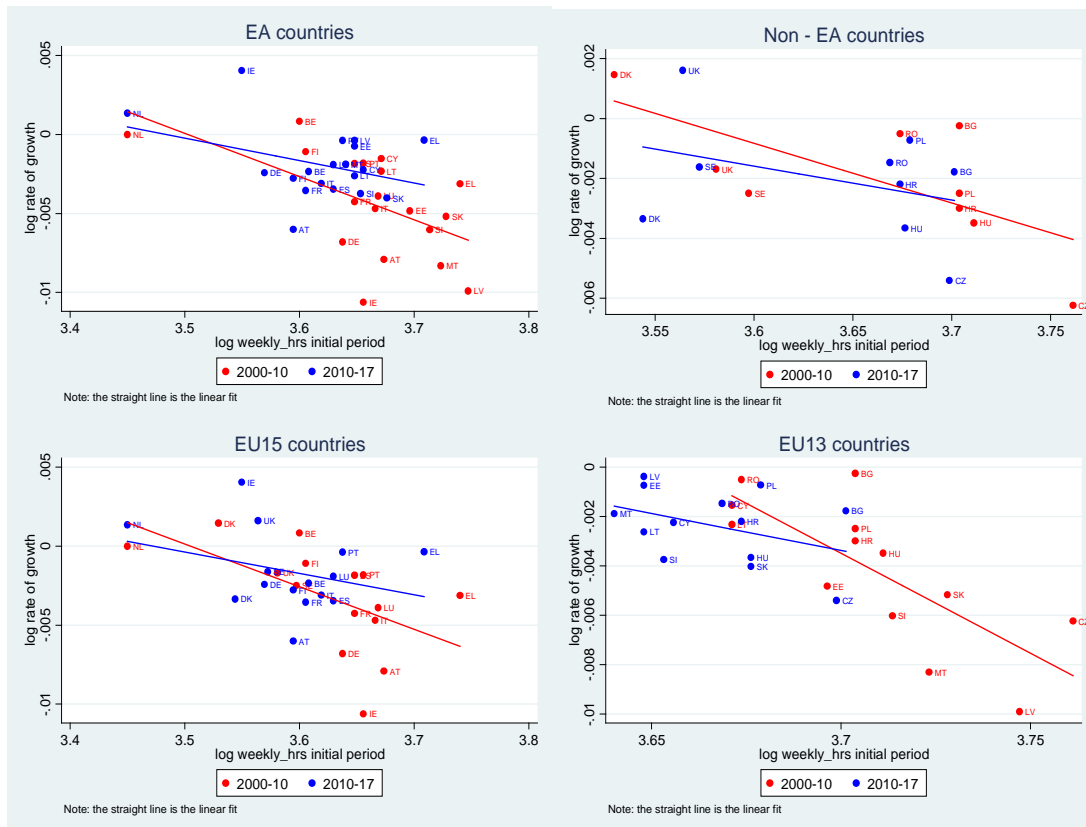 EA countries
log rate of growth
.005
0
-.005
-.01
IE
NL
NL
BE
FI
LV
EL
EE
CY
PT
CY
LT
DE
BE
FI
IT
FR
ES
SI
LU
SK
FR
IT
EE
EL
SK
SI
AT
DE
AT
MT
LV
IE
3.4 3.5 3.6 3.7 3.8
log weekly_hrs initial period
2000-10 2010-17
Note: the straight line is the linear fit
Non - EA countries
log rate of growth
.002
0
-.002
-.004
-.006
DK
UK
RO
BG
PL
RO
SE
UK
BG
HR
SE
PL
HR
DK
HU
HU
CZ
CZ
3.55 3.6 3.65 3.7 3.75
log weekly_hrs initial period
2000-10 2010-17
Note: the straight line is the linear fit
EU15 countries
log rate of growth
.005
0
-.005
-.01
IE
NL
NL
DK
UK
BE
FI
PT
EL
UK
LU
PT
DE
BE
FI
IT
DK
FR
ES
LU
EL
FR
IT
AT
DE
AT
IE
3.4 3.5 3.6 3.7 3.8
log weekly_hrs initial period
2000-10 2010-17
Note: the straight line is the linear fit
EU13 countries
log rate of growth
0
-.002
-.004
-.006
-.008
-.01
LV
EE
RO
PL
BG
CY
MT
BG
CY
HR
LT
PL
HR
SI
HU
SK
HU
EE
CZ
SK
SI
CZ
MT
LV
3.65 3.7 3.75
log weekly_hrs initial period
2000-10 2010-17
Note: the straight line is the linear fit